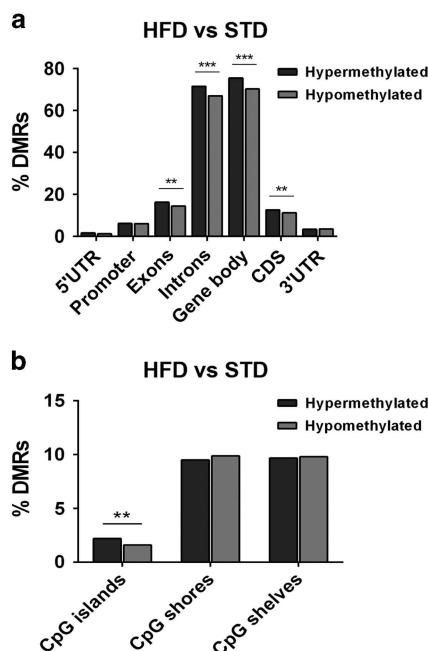 a
HFD vs STD
% DMRs
80
60
40
20
0
***
***
**
**
Hypermethylated
Hypomethylated
5'UTR
Promoter
Exons
Introns
Gene body
CDS
3'UTR
b
HFD vs STD
% DMRs
15
10
5
0
**
Hypermethylated
Hypomethylated
CpG islands
CpG shores
CpG shelves